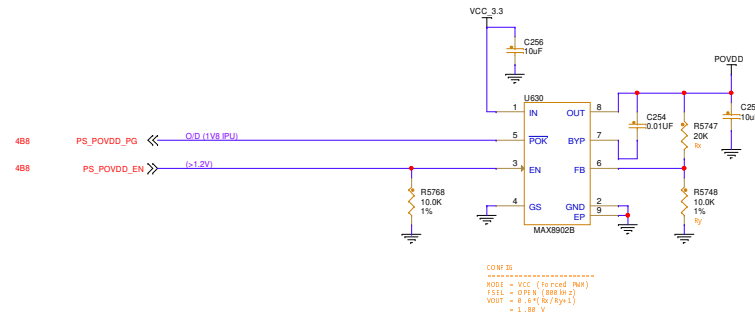 VCC_3.3
C256
10uF
POVDD
U630
1
IN
OUT
8
C254
0.01UF
R5747
20K
Rx
C25
10u
4B8
PS_POVDD_PG
O/D (1V8 IPU)
5
POK
BYP
7
4B8
PS_POVDD_EN
(>1.2V)
3
EN
FB
6
R5768
10.0K
1%
R5748
10.0K
1%
Ry
4
GS
GND
2
EP
9
MAX8902B
CONFIG
MODE = VCC (Forced PWM)
FSEL = OPEN (800kHz)
VOUT = 0.6*(Rx/Ry+1)
= 1.80 V